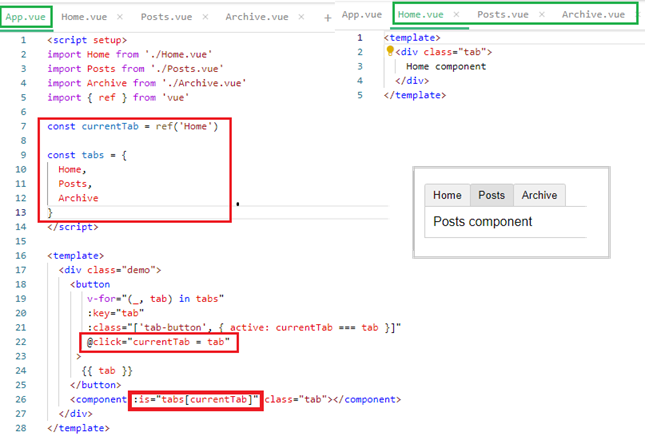 App.vue Home.vue × Posts.vue × Archive.vue × +
1 <script setup>
2 import Home from './Home.vue'
3 import Posts from './Posts.vue'
4 import Archive from './Archive.vue'
5 import { ref } from 'vue'
6
7 const currentTab = ref('Home')
8
9 const tabs = {
10 Home,
11 Posts,
12 Archive
13 }
14 </script>
15
16 <template>
17 <div class="demo">
18 <button
19 v-for="(_, tab) in tabs"
20 :key="tab"
21 :class="['tab-button', { active: currentTab === tab }]"
22 @click="currentTab = tab"
23 >
24 {{ tab }}
25 </button>
26 <component :is="tabs[currentTab]" class="tab"></component>
27 </div>
28 </template>
App.vue Home.vue × Posts.vue × Archive.vue ×
1 <template>
2 <div class="tab">
3 Home component
4 </div>
5 </template>
Home Posts Archive
Posts component